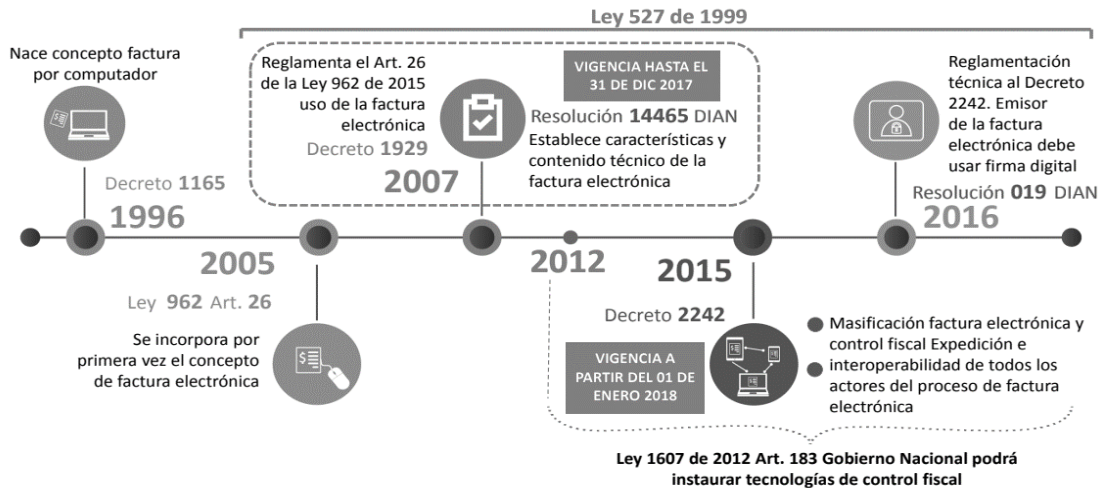 Ley 527 de 1999
Nace concepto factura
por computador
Decreto 1165
1996
2005
Ley 962 Art. 26
Se incorpora por
primera vez el concepto
de factura electrónica
Reglamenta el Art. 26
de la Ley 962 de 2015
uso de la factura
electrónica
Decreto 1929
2007
VIGENCIA HASTA EL
31 DE DIC 2017
Resolución 14465 DIAN
Establece características y
contenido técnico de la
factura electrónica
2012
2015
Decreto 2242
VIGENCIA A
PARTIR DEL 01 DE
ENERO 2018
Masificación factura electrónica y
control fiscal Expedición e
interoperabilidad de todos los
actores del proceso de factura
electrónica
Reglamentación
técnica al Decreto
2242. Emisor
de la factura
electrónica debe
usar firma digital
Resolución 019 DIAN
2016
Ley 1607 de 2012 Art. 183 Gobierno Nacional podrá
instaurar tecnologías de control fiscal